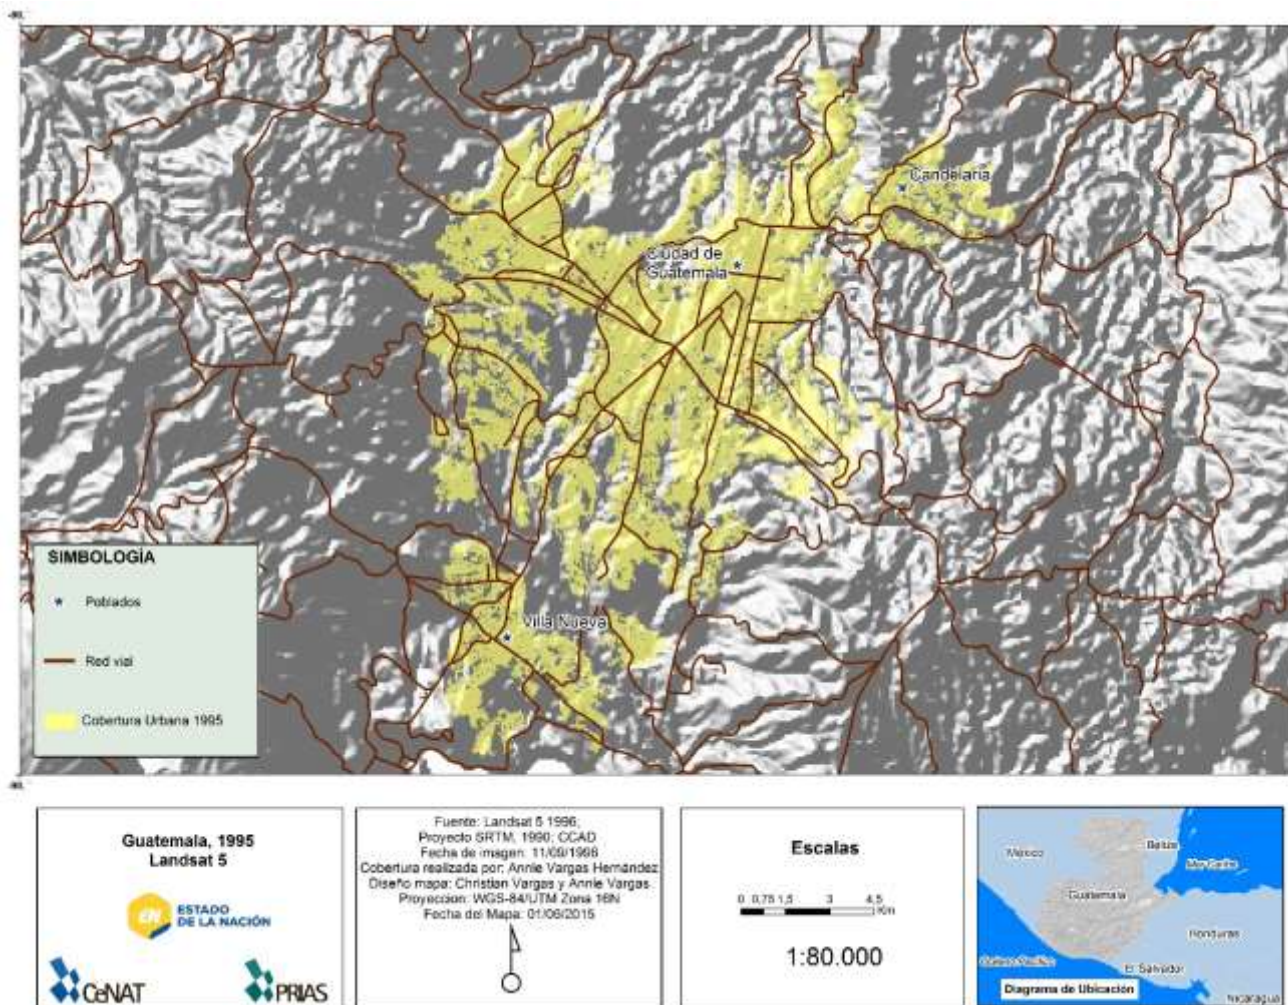 Candelaria
Ciudad de
Guatemala
Villa Nueva
SIMBOLOGÍA
Poblados
Red vial
Cobertura Urbana 1995
Guatemala, 1995
Landsat 5
EN
ESTADO
DE LA NACIÓN
CeNAT
PRIAS
Fuente: Landsat 5 1996,
Proyecto SRTM, 1990; CCAD
Fecha de imagen: 11/09/1996
Cobertura realizada por: Annie Vargas Hernández
Diseño mapa: Christian Vargas y Annie Vargas
Proyección: WGS-84/UTM Zona 16N
Fecha del Mapa: 01/06/2015
Escalas
0 0,75 1,5 3 4,5
Km
1:80.000
México
Belize
Mar Caribe
Guatemala
Honduras
Océano Pacífico
El Salvador
Diagrama de Ubicación
Nicaragua